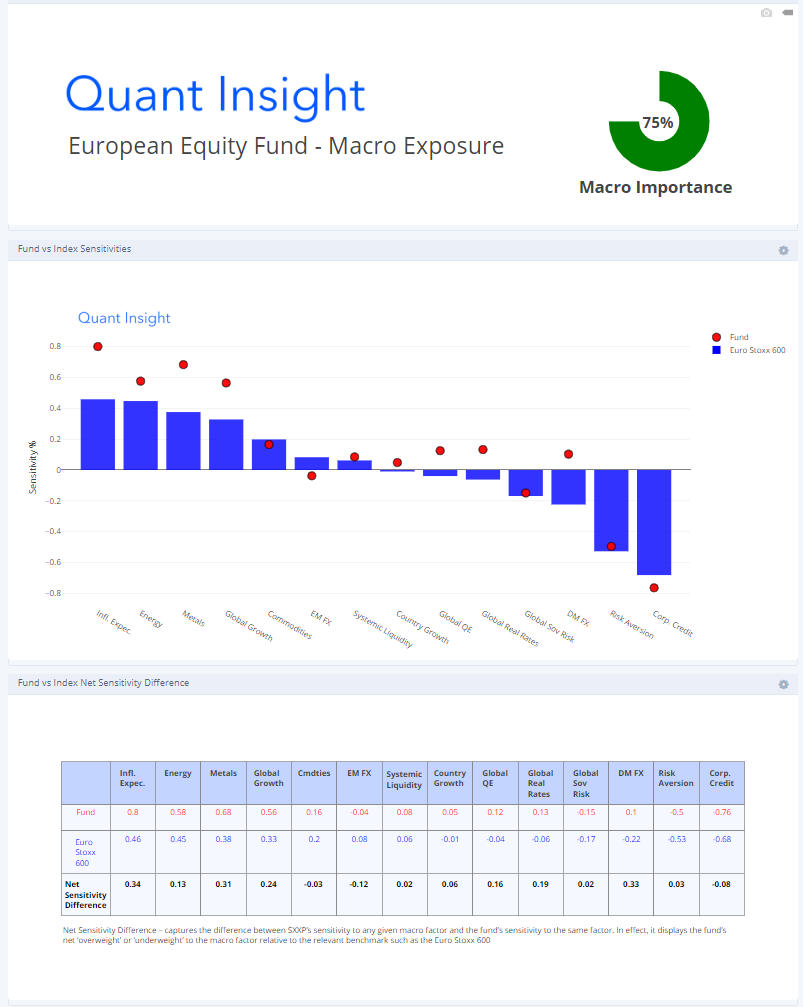 Quant Insight
European Equity Fund - Macro Exposure
75%
Macro Importance
Fund vs Index Sensitivities
Quant Insight
Fund
Euro Stoxx 600
Sensitivity %
0.8
0.6
0.4
0.2
0
−0.2
−0.4
−0.6
−0.8
Infl. Expec.
Energy
Metals
Global Growth
Commodities
EM FX
Systemic Liquidity
Country Growth
Global QE
Global Real Rates
Global Sov Risk
DM FX
Risk Aversion
Corp. Credit
Fund vs Index Net Sensitivity Difference
Infl. Expec. Energy Metals Global Growth Cmdties EM FX Systemic Liquidity Country Growth Global QE Global Real Rates Global Sov Risk DM FX Risk Aversion Corp. Credit
Fund 0.8 0.58 0.68 0.56 0.16 -0.04 0.08 0.05 0.12 0.13 -0.15 0.1 -0.5 -0.76
Euro Stoxx 600 0.46 0.45 0.38 0.33 0.2 0.08 0.06 -0.01 -0.04 -0.06 -0.17 -0.22 -0.53 -0.68
Net Sensitivity Difference 0.34 0.13 0.31 0.24 -0.03 -0.12 0.02 0.06 0.16 0.19 0.02 0.33 0.03 -0.08
Net Sensitivity Difference – captures the difference between SXXP's sensitivity to any given macro factor and the fund's sensitivity to the same factor. In effect, it displays the fund's
net 'overweight' or 'underweight' to the macro factor relative to the relevant benchmark such as the Euro Stoxx 600